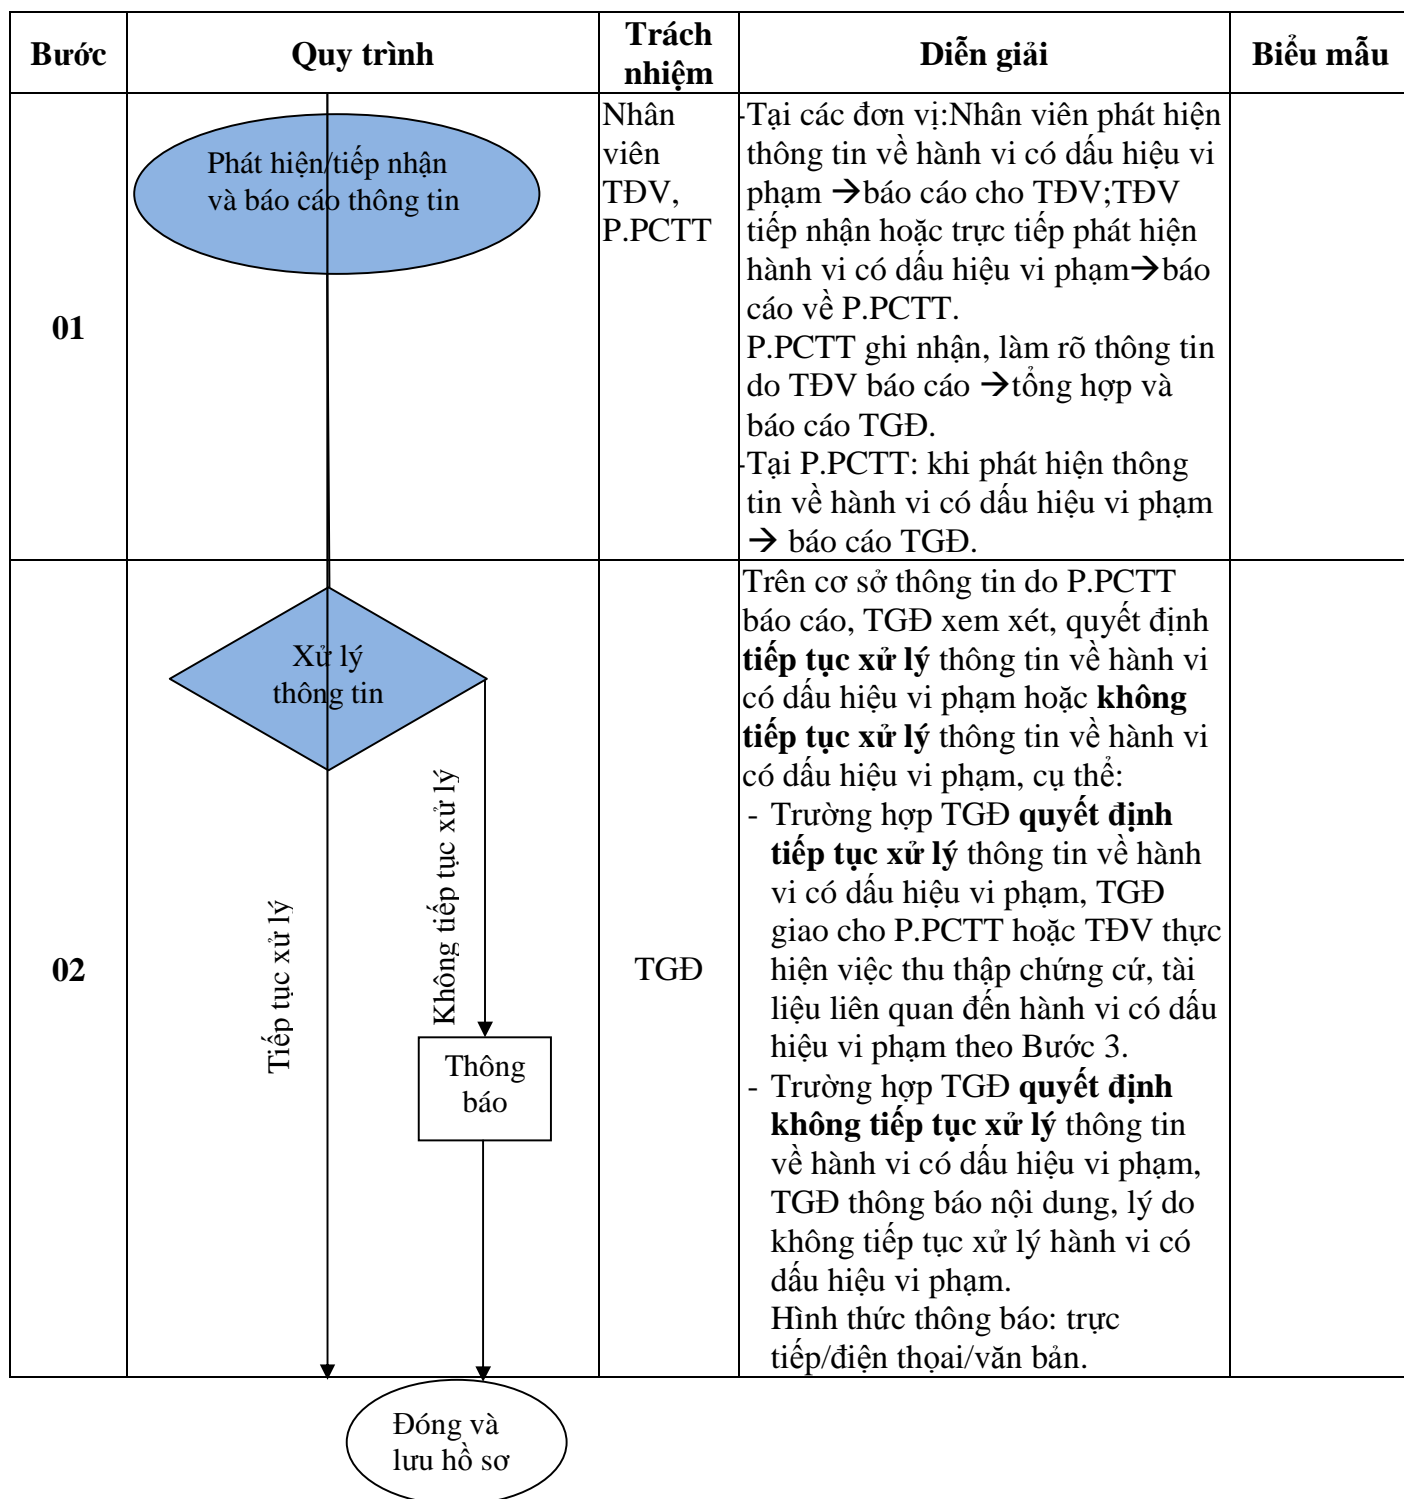 Bước
Quy trình
Trách
nhiệm
Diễn giải
Biểu mẫu
01
Phát hiện/tiếp nhận
và báo cáo thông tin
Nhân
viên
TĐV,
P.PCTT
-Tại các đơn vị:Nhân viên phát hiện
thông tin về hành vi có dấu hiệu vi
phạm →báo cáo cho TĐV;TĐV
tiếp nhận hoặc trực tiếp phát hiện
hành vi có dấu hiệu vi phạm→báo
cáo về P.PCTT.
P.PCTT ghi nhận, làm rõ thông tin
do TĐV báo cáo →tổng hợp và
báo cáo TGĐ.
-Tại P.PCTT: khi phát hiện thông
tin về hành vi có dấu hiệu vi phạm
→ báo cáo TGĐ.
02
Xử lý
thông tin
Tiếp tục xử lý
Không tiếp tục xử lý
Thông
báo
TGĐ
Trên cơ sở thông tin do P.PCTT
báo cáo, TGĐ xem xét, quyết định
tiếp tục xử lý thông tin về hành vi
có dấu hiệu vi phạm hoặc không
tiếp tục xử lý thông tin về hành vi
có dấu hiệu vi phạm, cụ thể:
- Trường hợp TGĐ quyết định
tiếp tục xử lý thông tin về hành
vi có dấu hiệu vi phạm, TGĐ
giao cho P.PCTT hoặc TĐV thực
hiện việc thu thập chứng cứ, tài
liệu liên quan đến hành vi có dấu
hiệu vi phạm theo Bước 3.
- Trường hợp TGĐ quyết định
không tiếp tục xử lý thông tin
về hành vi có dấu hiệu vi phạm,
TGĐ thông báo nội dung, lý do
không tiếp tục xử lý hành vi có
dấu hiệu vi phạm.
Hình thức thông báo: trực
tiếp/điện thọai/văn bản.
Đóng và
lưu hồ sơ